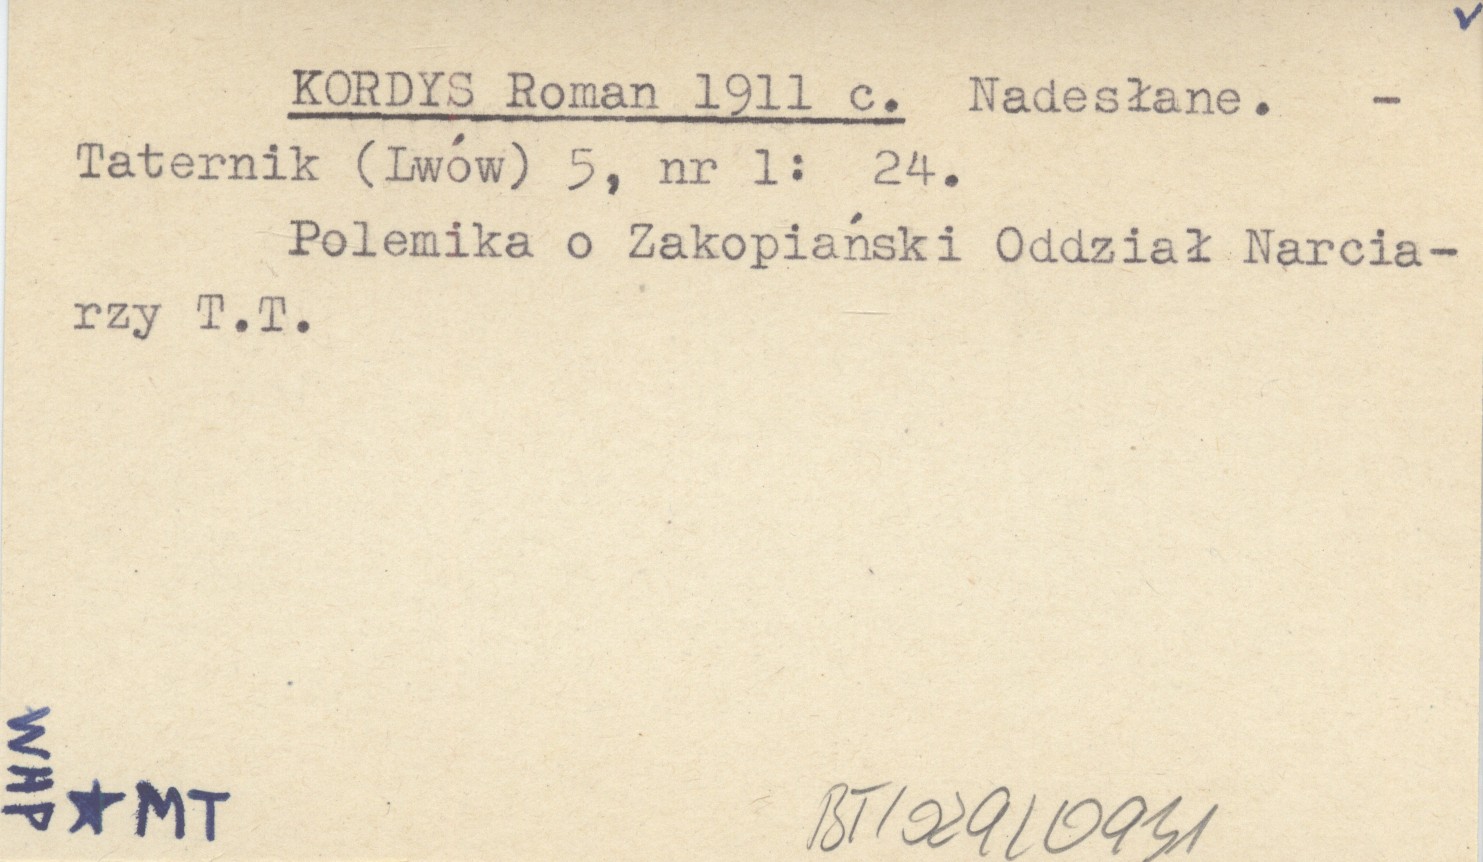 KORDYS Roman 1911 c. Nadesłane. -
Taternik (Lwów) 5, nr 1: 24.
Polemika o Zakopiański Oddział Narcia-
rzy T.T.
WHP
★ MT
BT/029/0931